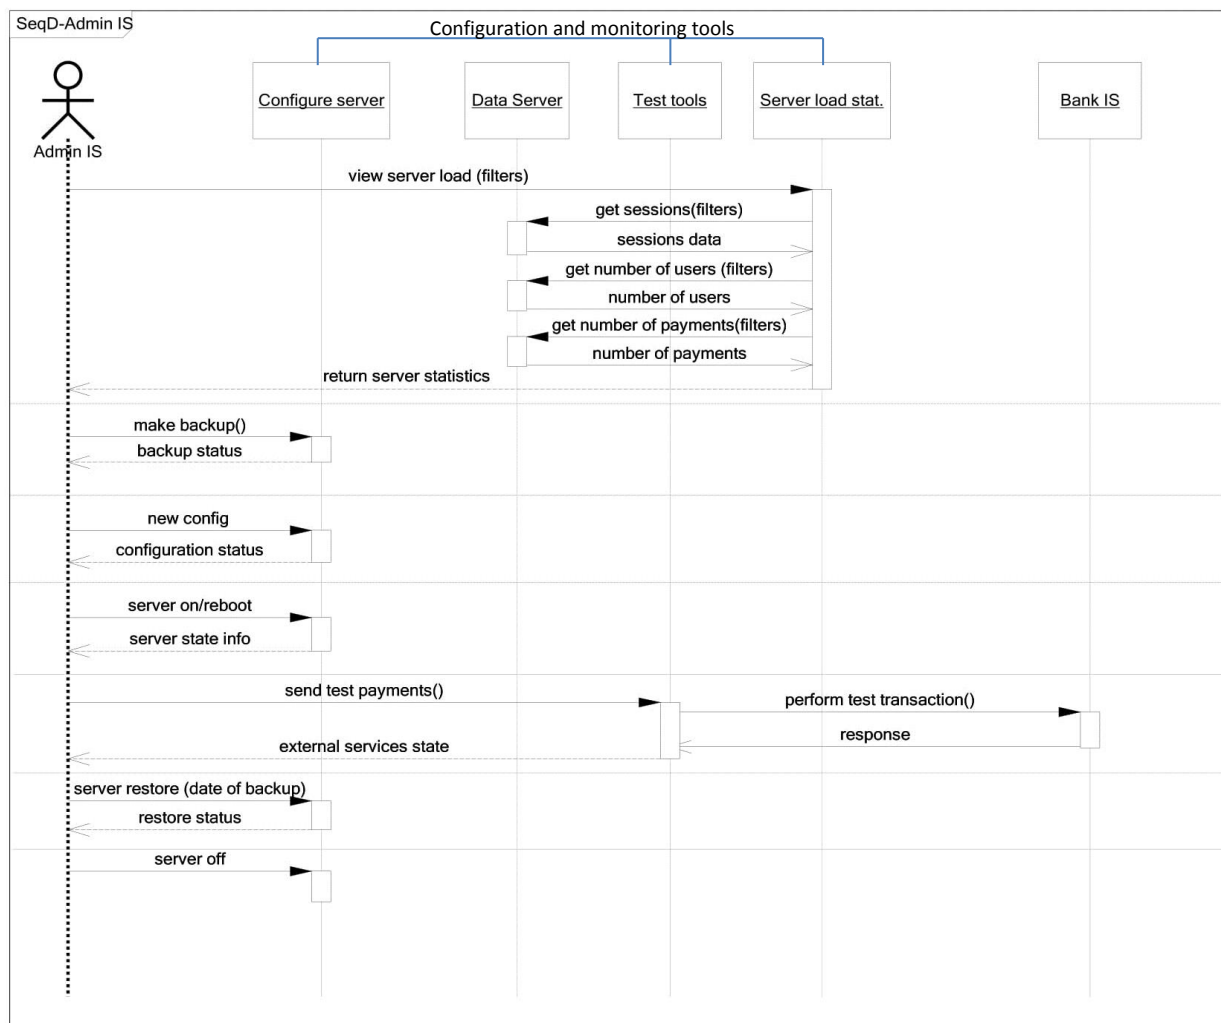 SeqD-Admin IS
Configuration and monitoring tools
Configure server
Data Server
Test tools
Server load stat.
Bank IS
Admin IS
view server load (filters)
get sessions(filters)
sessions data
get number of users (filters)
number of users
get number of payments(filters)
number of payments
return server statistics
make backup()
backup status
new config
configuration status
server on/reboot
server state info
send test payments()
perform test transaction()
response
external services state
server restore (date of backup)
restore status
server off